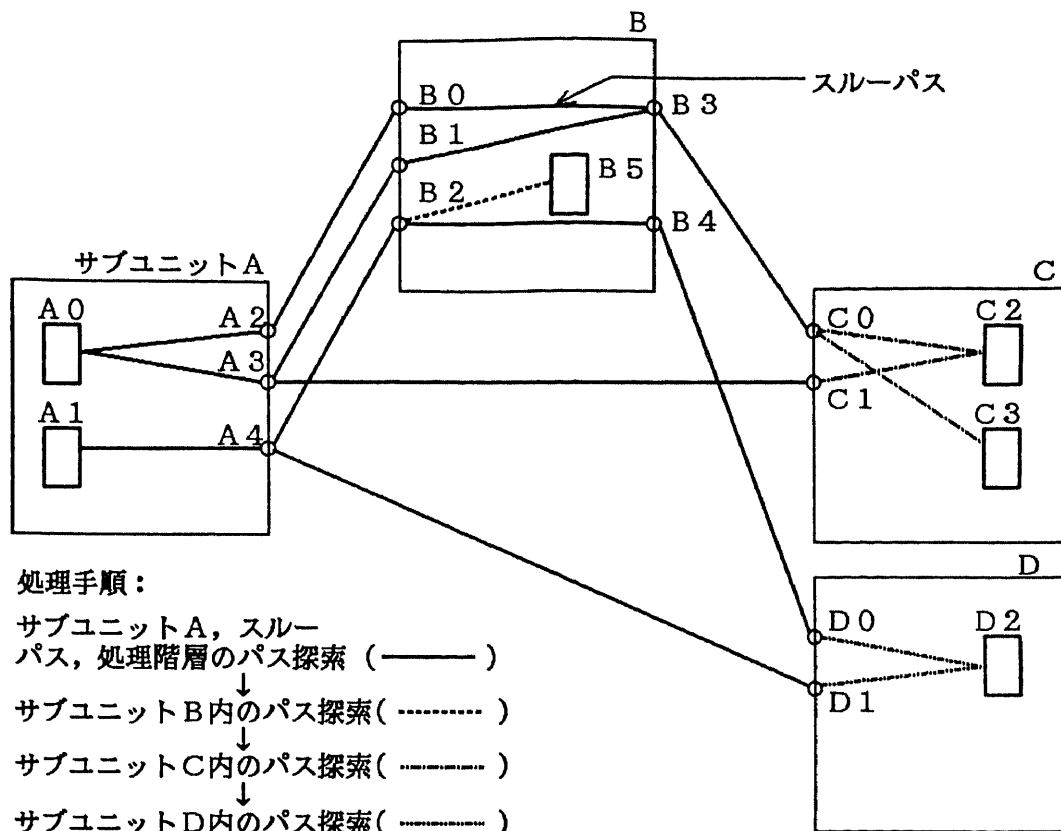 B
スルーパス
B0
B3
B1
B5
B2
B4
サブユニットA
C
A0
A2
C0
C2
A3
C1
A1
A4
C3
D
処理手順：
サブユニットA，スルー
パス，処理階層のパス探索（———）
↓
サブユニットB内のパス探索( -------- )
↓
サブユニットC内のパス探索( -･-･-･- )
↓
サブユニットD内のパス探索( -･･-･･- )
D0
D2
D1